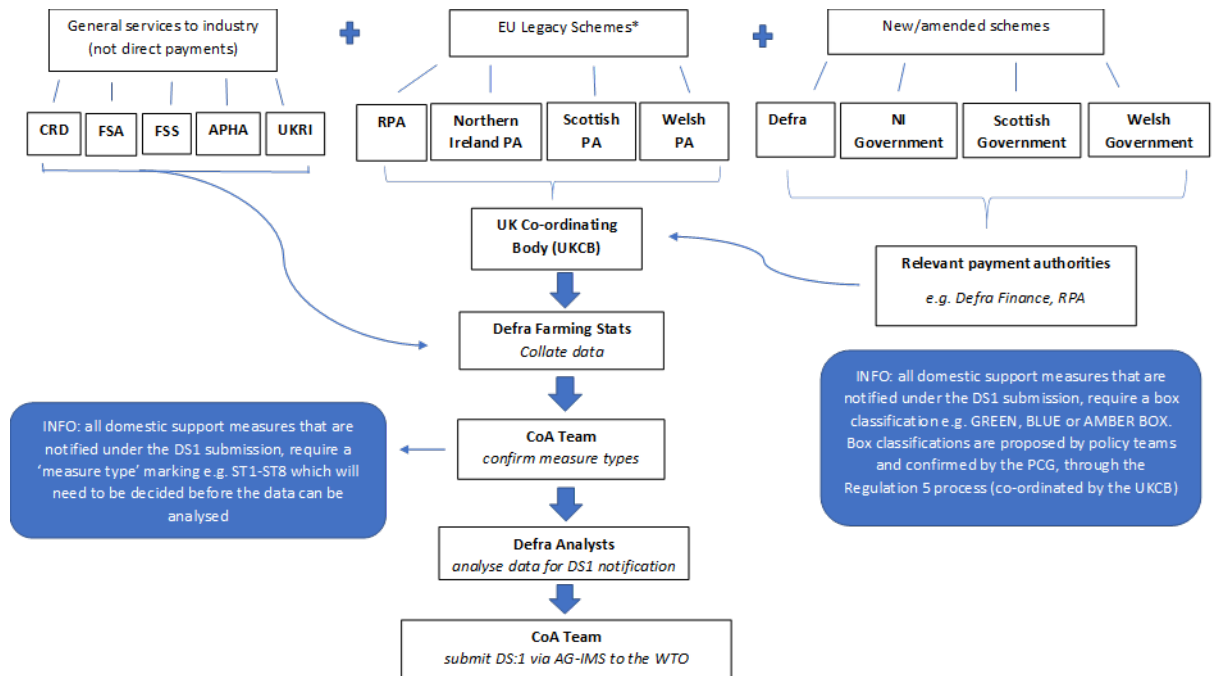 General services to industry
(not direct payments)
EU Legacy Schemes*
New/amended schemes
CRD
FSA
FSS
APHA
UKRI
RPA
Northern
Ireland PA
Scottish
PA
Welsh
PA
Defra
NI
Government
Scottish
Government
Welsh
Government
UK Co-ordinating
Body (UKCB)
Relevant payment authorities
e.g. Defra Finance, RPA
Defra Farming Stats
Collate data
INFO: all domestic support measures that are
notified under the DS1 submission, require a box
classification e.g. GREEN, BLUE or AMBER BOX.
Box classifications are proposed by policy teams
and confirmed by the PCG, through the
Regulation 5 process (co-ordinated by the UKCB)
INFO: all domestic support measures that are
notified under the DS1 submission, require a
‘measure type’ marking e.g. ST1-ST8 which will
need to be decided before the data can be
analysed
CoA Team
confirm measure types
Defra Analysts
analyse data for DS1 notification
CoA Team
submit DS:1 via AG-IMS to the WTO